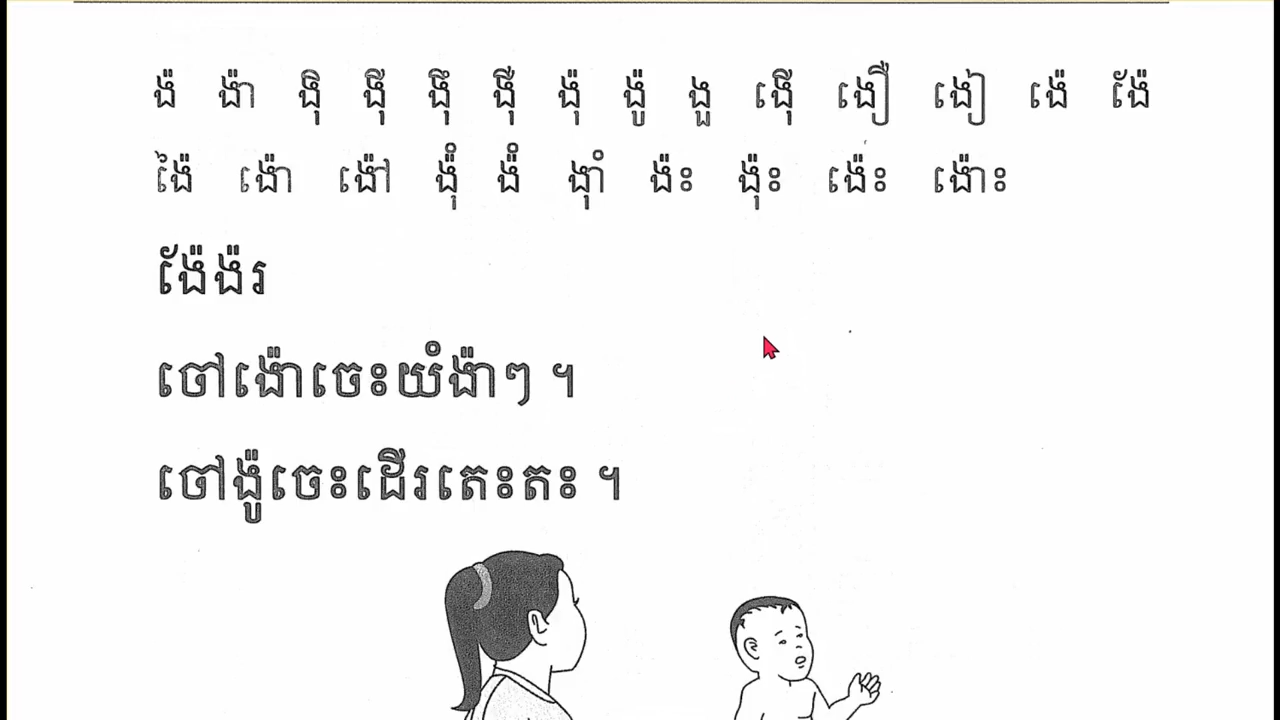 ង៉ ង៉ា ង៉ិ ង៉ី ង៉ឹ ង៉ឺ ង៉ុ ង៉ូ ងួ ង៉ើ ងឿ ងៀ ង៉េ ង៉ែ
ង៉ៃ ង៉ោ ង៉ៅ ង៉ុំ ង៉ំ ង៉ាំ ង៉ះ ង៉ុះ ង៉េះ ង៉ោះ
ង៉ែង៉រ
ចៅង៉ោចេះយំង៉ាៗ ។
ចៅង៉ូចេះដើរតេះតះ ។